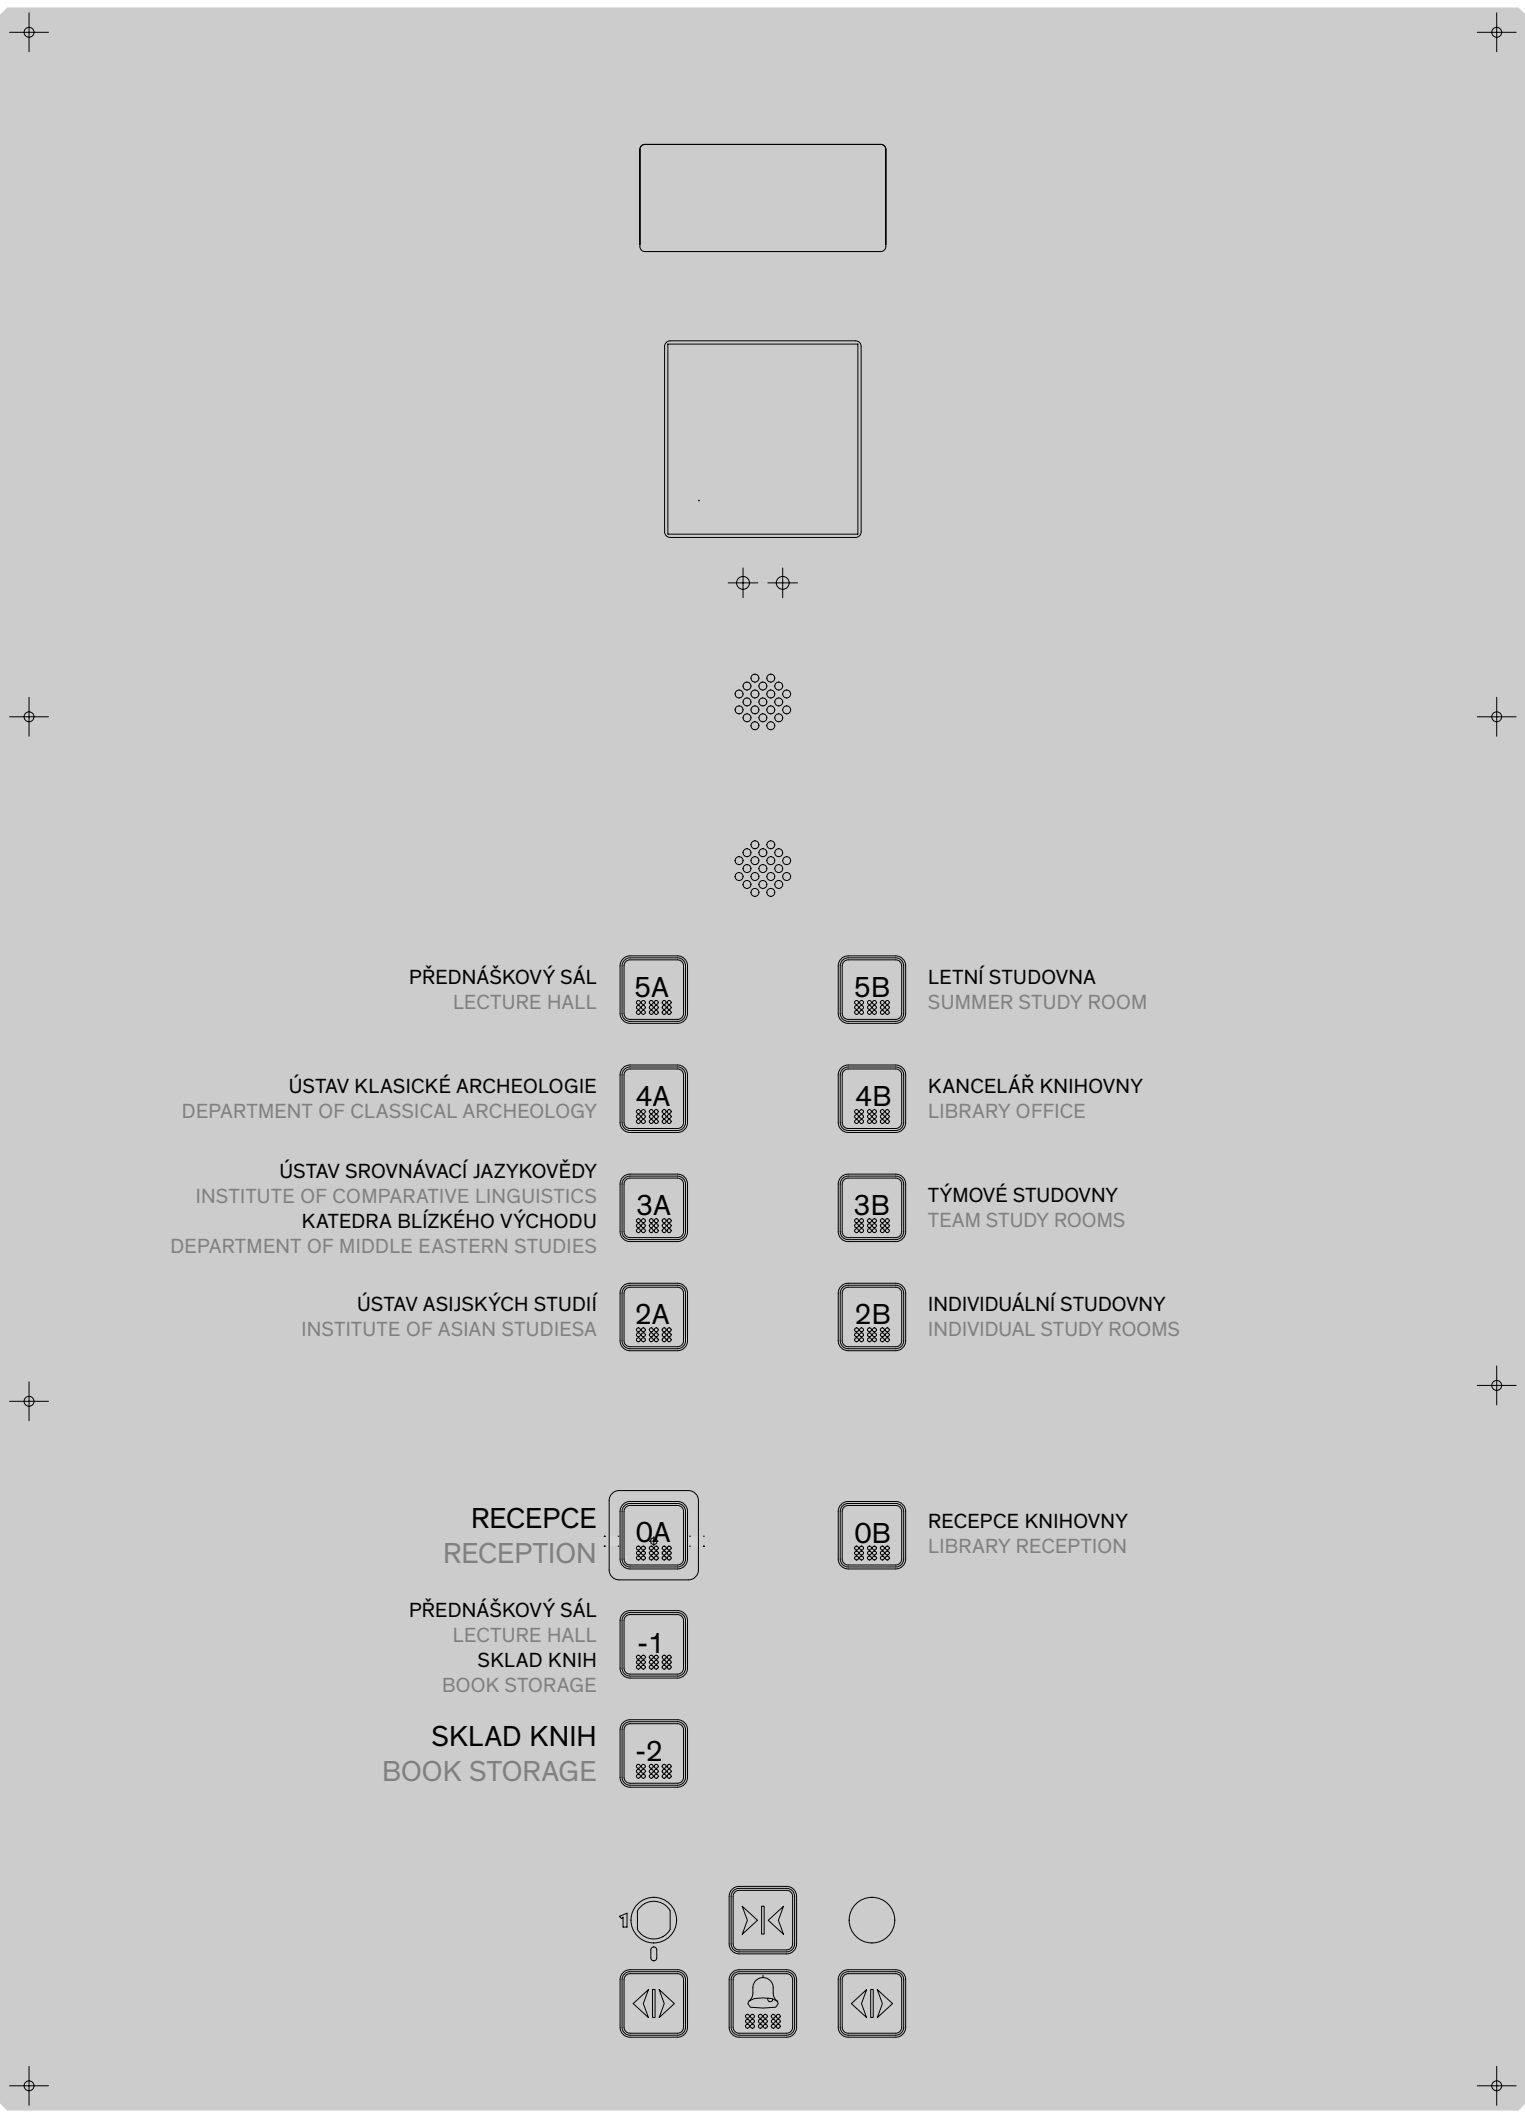 PŘEDNÁŠKOVÝ SÁL
LECTURE HALL
5A
5B
LETNÍ STUDOVNA
SUMMER STUDY ROOM
ÚSTAV KLASICKÉ ARCHEOLOGIE
DEPARTMENT OF CLASSICAL ARCHEOLOGY
4A
4B
KANCELÁŘ KNIHOVNY
LIBRARY OFFICE
ÚSTAV SROVNÁVACÍ JAZYKOVĚDY
INSTITUTE OF COMPARATIVE LINGUISTICS
KATEDRA BLÍZKÉHO VÝCHODU
DEPARTMENT OF MIDDLE EASTERN STUDIES
3A
3B
TÝMOVÉ STUDOVNY
TEAM STUDY ROOMS
ÚSTAV ASIJSKÝCH STUDIÍ
INSTITUTE OF ASIAN STUDIESA
2A
2B
INDIVIDUÁLNÍ STUDOVNY
INDIVIDUAL STUDY ROOMS
RECEPCE
RECEPTION
0A
0B
RECEPCE KNIHOVNY
LIBRARY RECEPTION
PŘEDNÁŠKOVÝ SÁL
LECTURE HALL
SKLAD KNIH
BOOK STORAGE
-1
SKLAD KNIH
BOOK STORAGE
-2
1
0